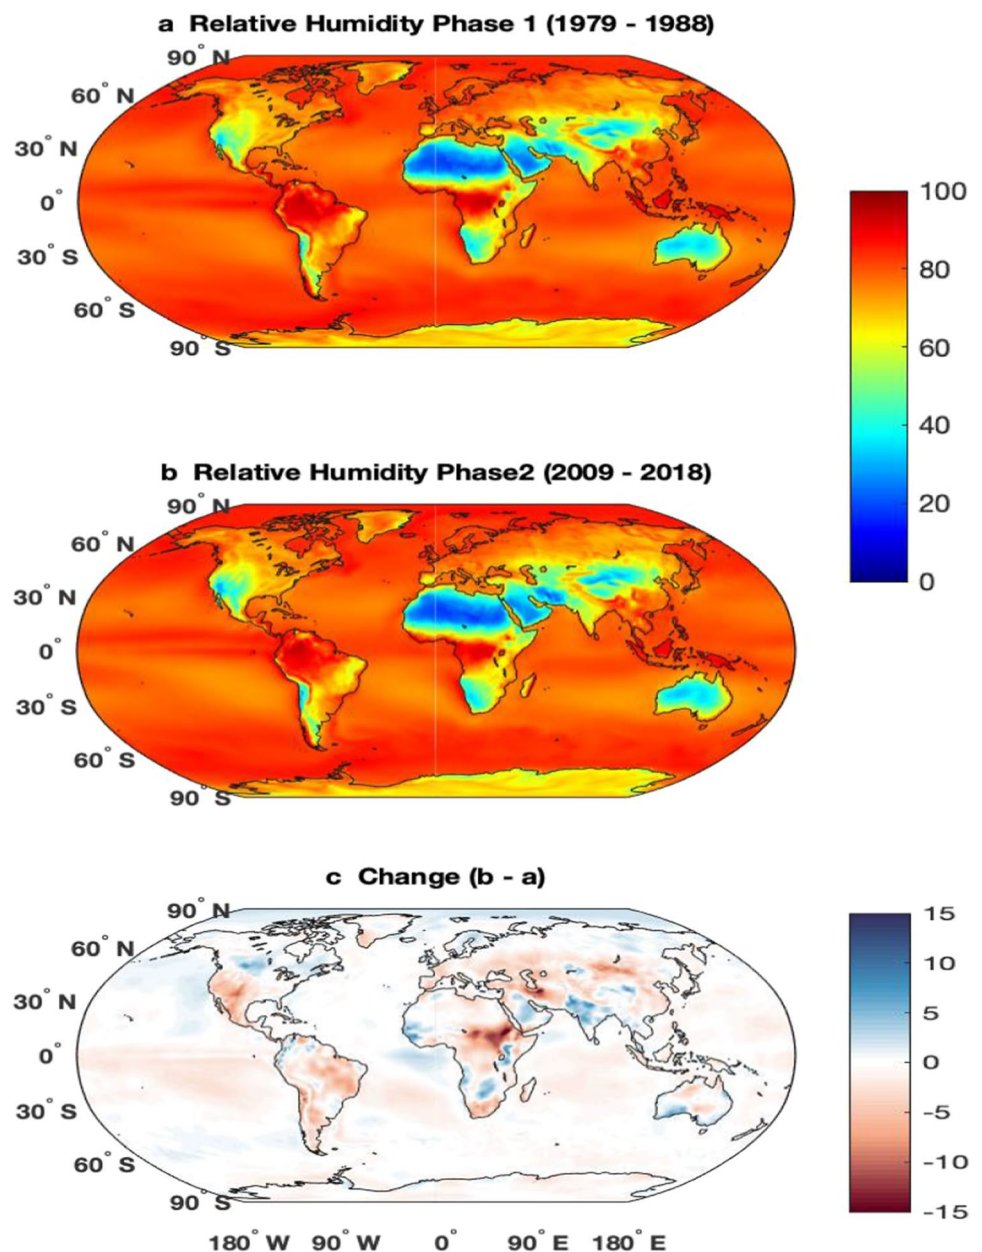 a Relative Humidity Phase 1 (1979 - 1988)
90° N
60° N
30° N
0°
30° S
60° S
90° S
100
80
60
40
20
0
b Relative Humidity Phase2 (2009 - 2018)
90° N
60° N
30° N
0°
30° S
60° S
90° S
c Change (b - a)
90° N
60° N
30° N
0°
30° S
60° S
90° S
180° W 90° W 0° 90° E 180° E
15
10
5
0
-5
-10
-15